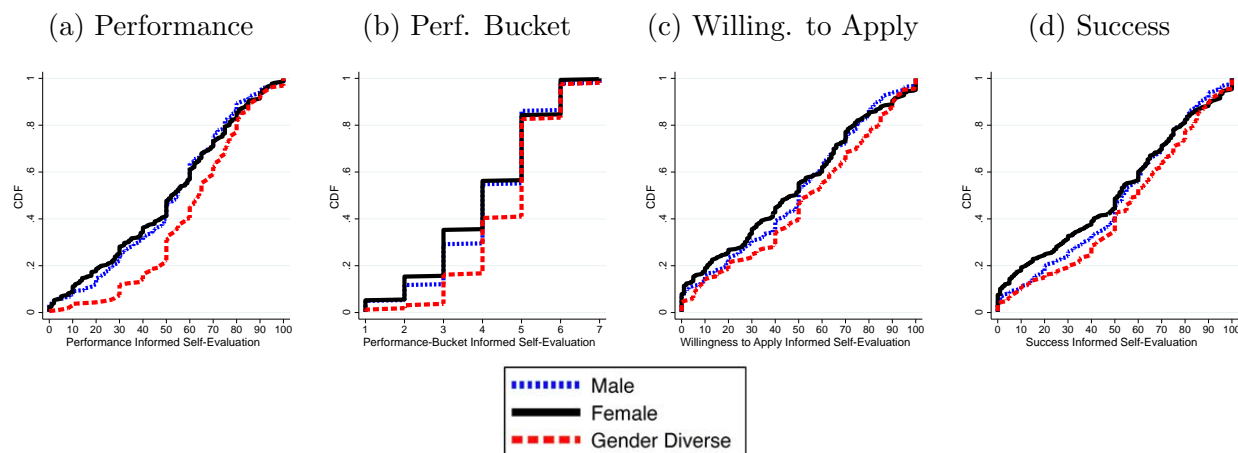 (a) Performance
(b) Perf. Bucket
(c) Willing. to Apply
(d) Success
CDF
0 .2 .4 .6 .8 1
0 10 20 30 40 50 60 70 80 90 100
Performance Informed Self-Evaluation
CDF
0 .2 .4 .6 .8 1
1 2 3 4 5 6 7
Performance-Bucket Informed Self-Evaluation
CDF
0 .2 .4 .6 .8 1
0 10 20 30 40 50 60 70 80 90 100
Willingness to Apply Informed Self-Evaluation
CDF
0 .2 .4 .6 .8 1
0 10 20 30 40 50 60 70 80 90 100
Success Informed Self-Evaluation
Male
Female
Gender Diverse